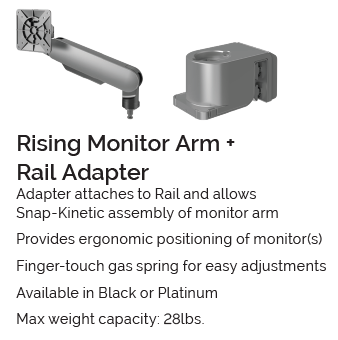 Rising Monitor Arm +
Rail Adapter
Adapter attaches to Rail and allows
Snap-Kinetic assembly of monitor arm
Provides ergonomic positioning of monitor(s)
Finger-touch gas spring for easy adjustments
Available in Black or Platinum
Max weight capacity: 28lbs.